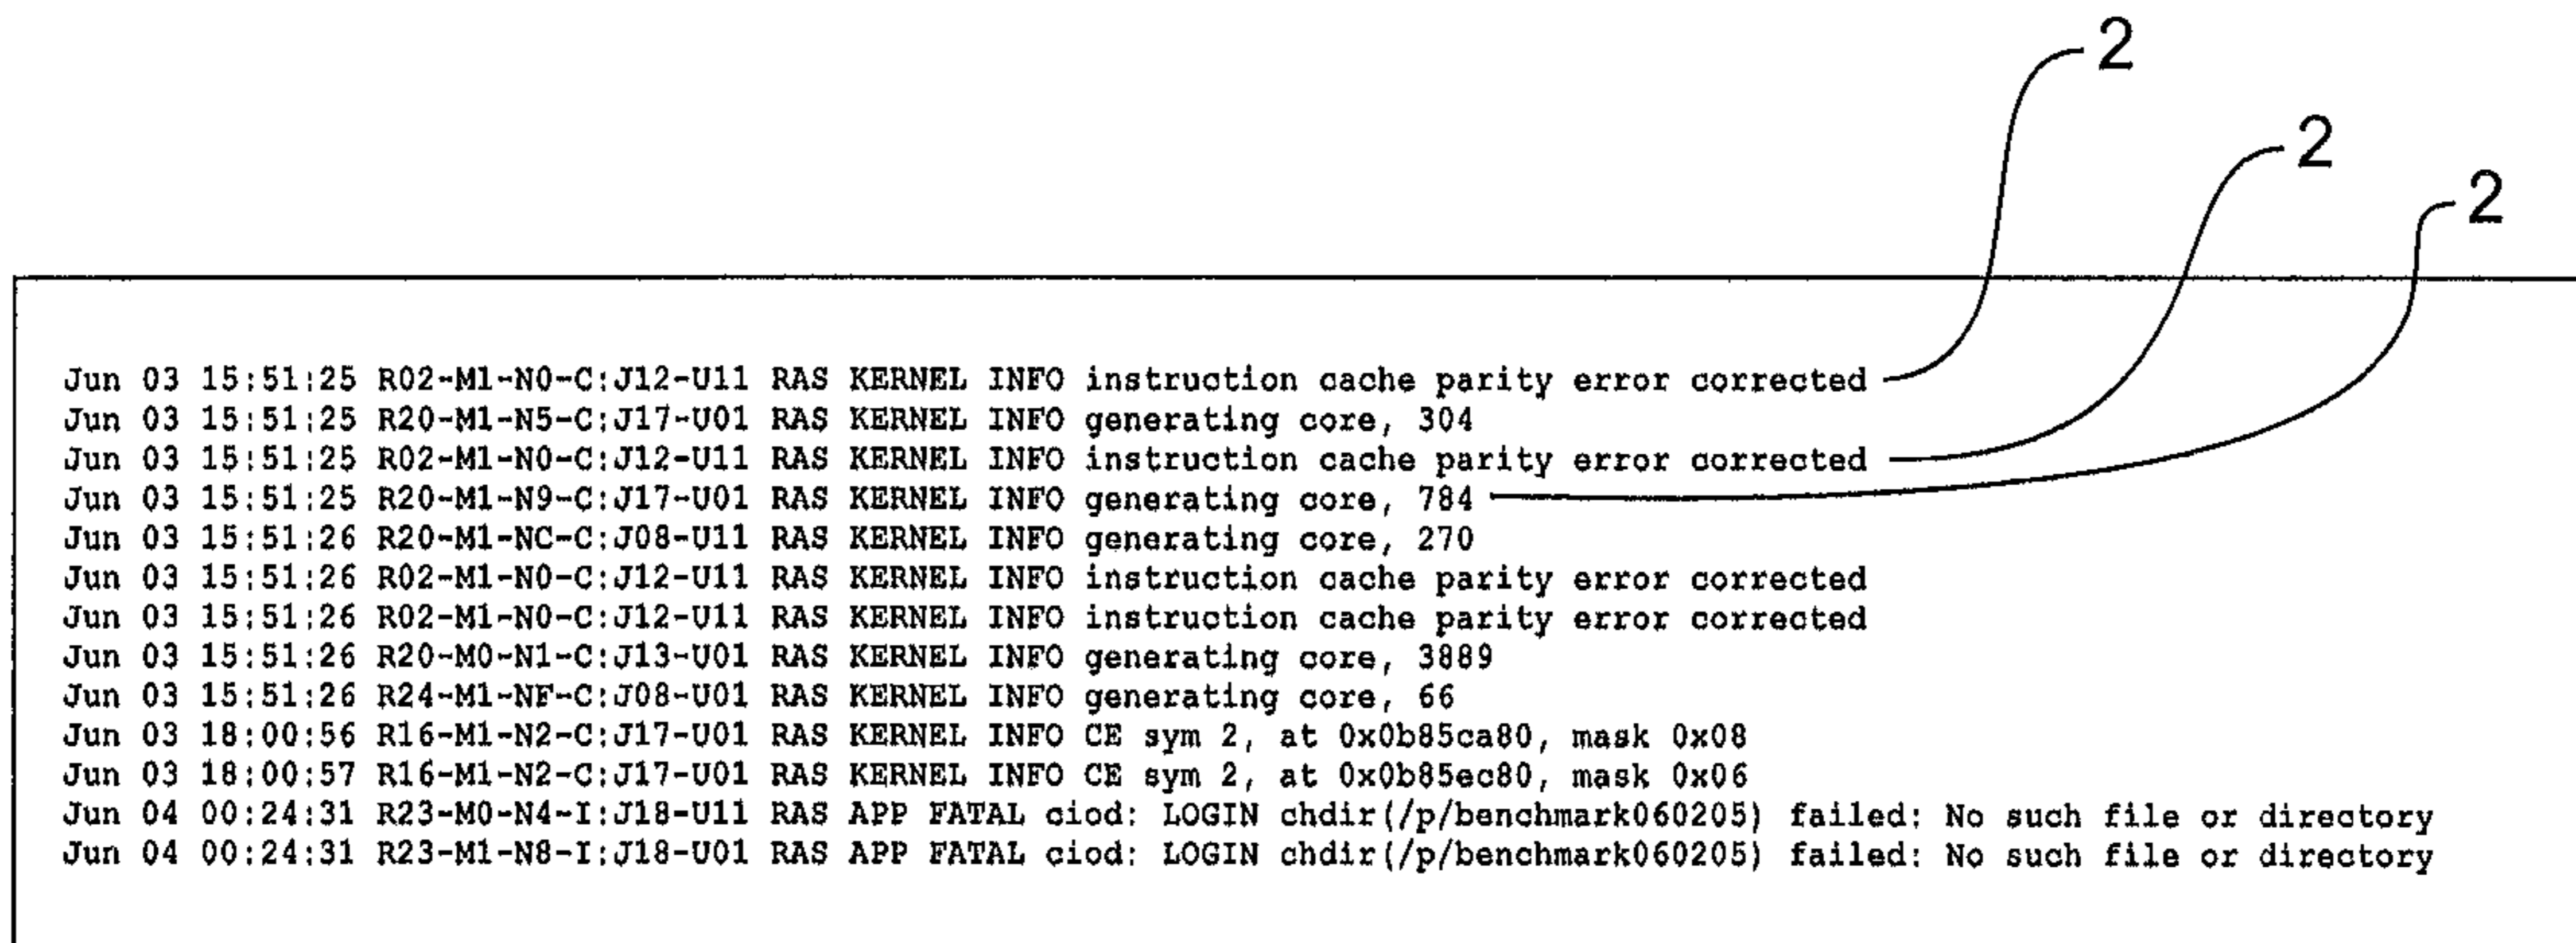 2
2
2
Jun 03 15:51:25 R02-M1-N0-C:J12-U11 RAS KERNEL INFO instruction cache parity error corrected
Jun 03 15:51:25 R20-M1-N5-C:J17-U01 RAS KERNEL INFO generating core, 304
Jun 03 15:51:25 R02-M1-N0-C:J12-U11 RAS KERNEL INFO instruction cache parity error corrected
Jun 03 15:51:25 R20-M1-N9-C:J17-U01 RAS KERNEL INFO generating core, 784
Jun 03 15:51:26 R20-M1-NC-C:J08-U11 RAS KERNEL INFO generating core, 270
Jun 03 15:51:26 R02-M1-N0-C:J12-U11 RAS KERNEL INFO instruction cache parity error corrected
Jun 03 15:51:26 R02-M1-N0-C:J12-U11 RAS KERNEL INFO instruction cache parity error corrected
Jun 03 15:51:26 R20-M0-N1-C:J13-U01 RAS KERNEL INFO generating core, 3889
Jun 03 15:51:26 R24-M1-NF-C:J08-U01 RAS KERNEL INFO generating core, 66
Jun 03 18:00:56 R16-M1-N2-C:J17-U01 RAS KERNEL INFO CE sym 2, at 0x0b85ca80, mask 0x08
Jun 03 18:00:57 R16-M1-N2-C:J17-U01 RAS KERNEL INFO CE sym 2, at 0x0b85ec80, mask 0x06
Jun 04 00:24:31 R23-M0-N4-I:J18-U11 RAS APP FATAL ciod: LOGIN chdir(/p/benchmark060205) failed: No such file or directory
Jun 04 00:24:31 R23-M1-N8-I:J18-U01 RAS APP FATAL ciod: LOGIN chdir(/p/benchmark060205) failed: No such file or directory